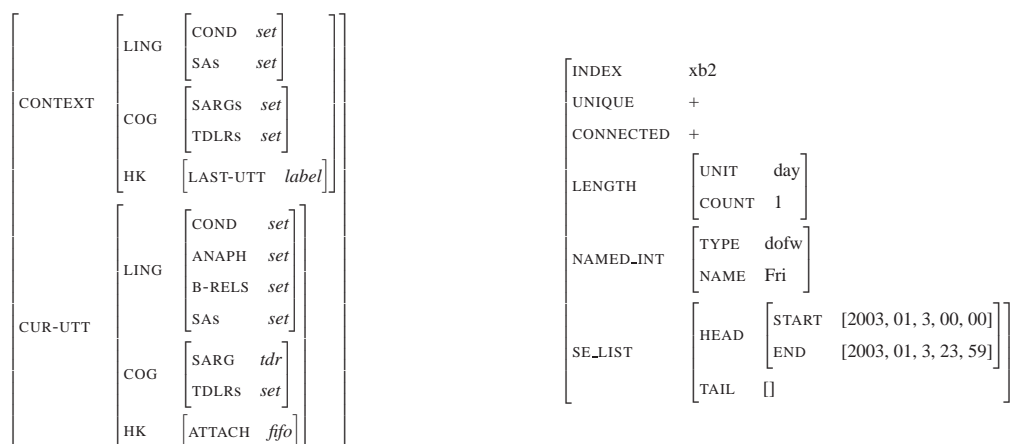 CONTEXT
LING
COND set
SAs set
COG
SARGs set
TDLRs set
HK
LAST-UTT label
CUR-UTT
LING
COND set
ANAPH set
B-RELS set
SAs set
COG
SARG tdr
TDLRs set
HK
ATTACH fifo
INDEX xb2
UNIQUE +
CONNECTED +
LENGTH
UNIT day
COUNT 1
NAMED_INT
TYPE dofw
NAME Fri
SE_LIST
HEAD
START [2003, 01, 3, 00, 00]
END [2003, 01, 3, 23, 59]
TAIL []